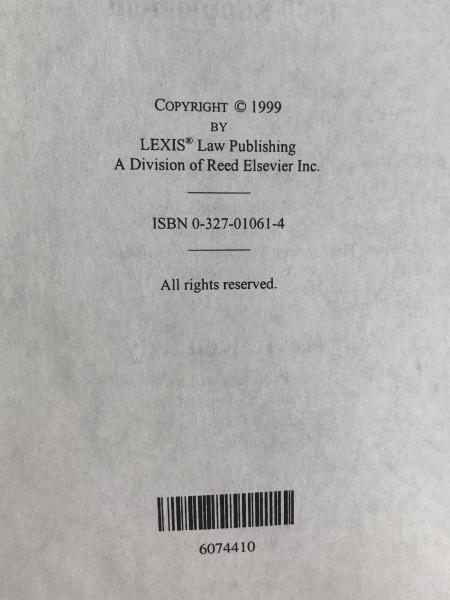 COPYRIGHT © 1999
BY
LEXIS® Law Publishing
A Division of Reed Elsevier Inc.
ISBN 0-327-01061-4
All rights reserved.
6074410